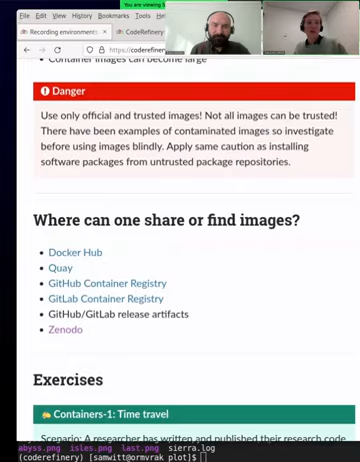 You are viewing S
File Edit View History Bookmarks Tools H
Recording environments CodeRefinery
https://coderefiner
Container images can become large
Danger
Use only official and trusted images! Not all images can be trusted!
There have been examples of contaminated images so investigate
before using images blindly. Apply same caution as installing
software packages from untrusted package repositories.
Where can one share or find images?
Docker Hub
Quay
GitHub Container Registry
GitLab Container Registry
GitHub/GitLab release artifacts
Zenodo
Exercises
Containers-1: Time travel
Scenario: A researcher has written and published their research code
abyss.png isles.png last.png sierra.log
(coderefinery) [samwitt@ormvrak plot]$